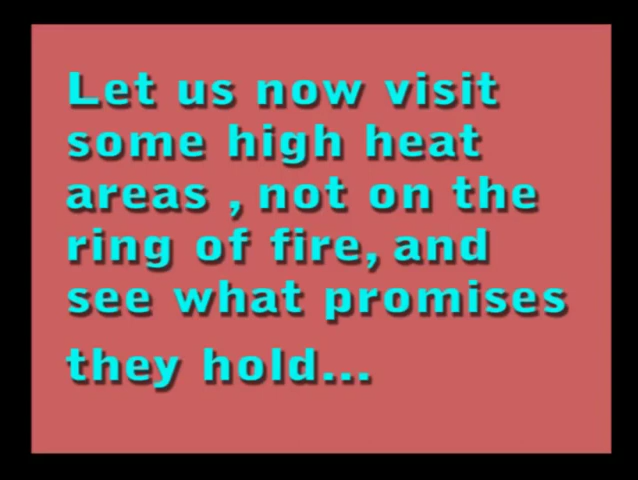 Let us now visit
some high heat
areas , not on the
ring of fire, and
see what promises
they hold...